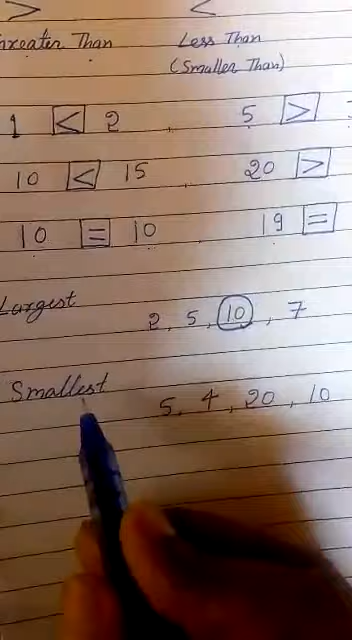 > <
Greater Than Less Than
(Smaller Than)
1 < 2 , 5 >
10 < 15 , 20 >
10 = 10 , 19 =
Largest 2, 5, 10, 7
Smallest 5, 4, 20, 10